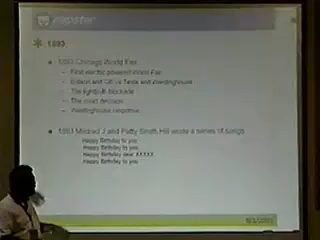 napster
1893
1893 Chicago World Fair
First electric powered World Fair
Edison and GE vs Tesla and Westinghouse
The lightbulb blockade
The court decision
Westinghouse response
1893 Mildred J and Patty Smith Hill wrote a series of songs
Happy Birthday to you
Happy Birthday to you
Happy Birthday dear XXXXX
Happy Birthday to you